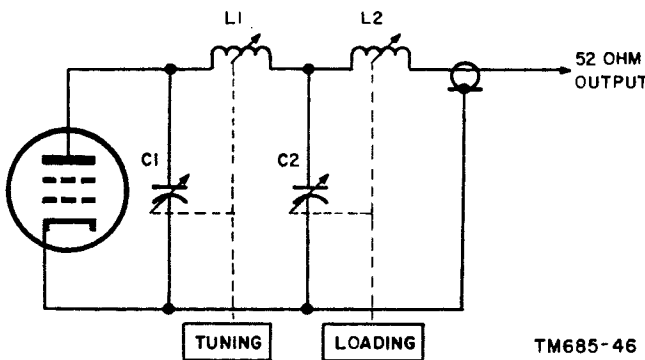 L1
L2
52 OHM
OUTPUT
C1
C2
TUNING
LOADING
TM685-46